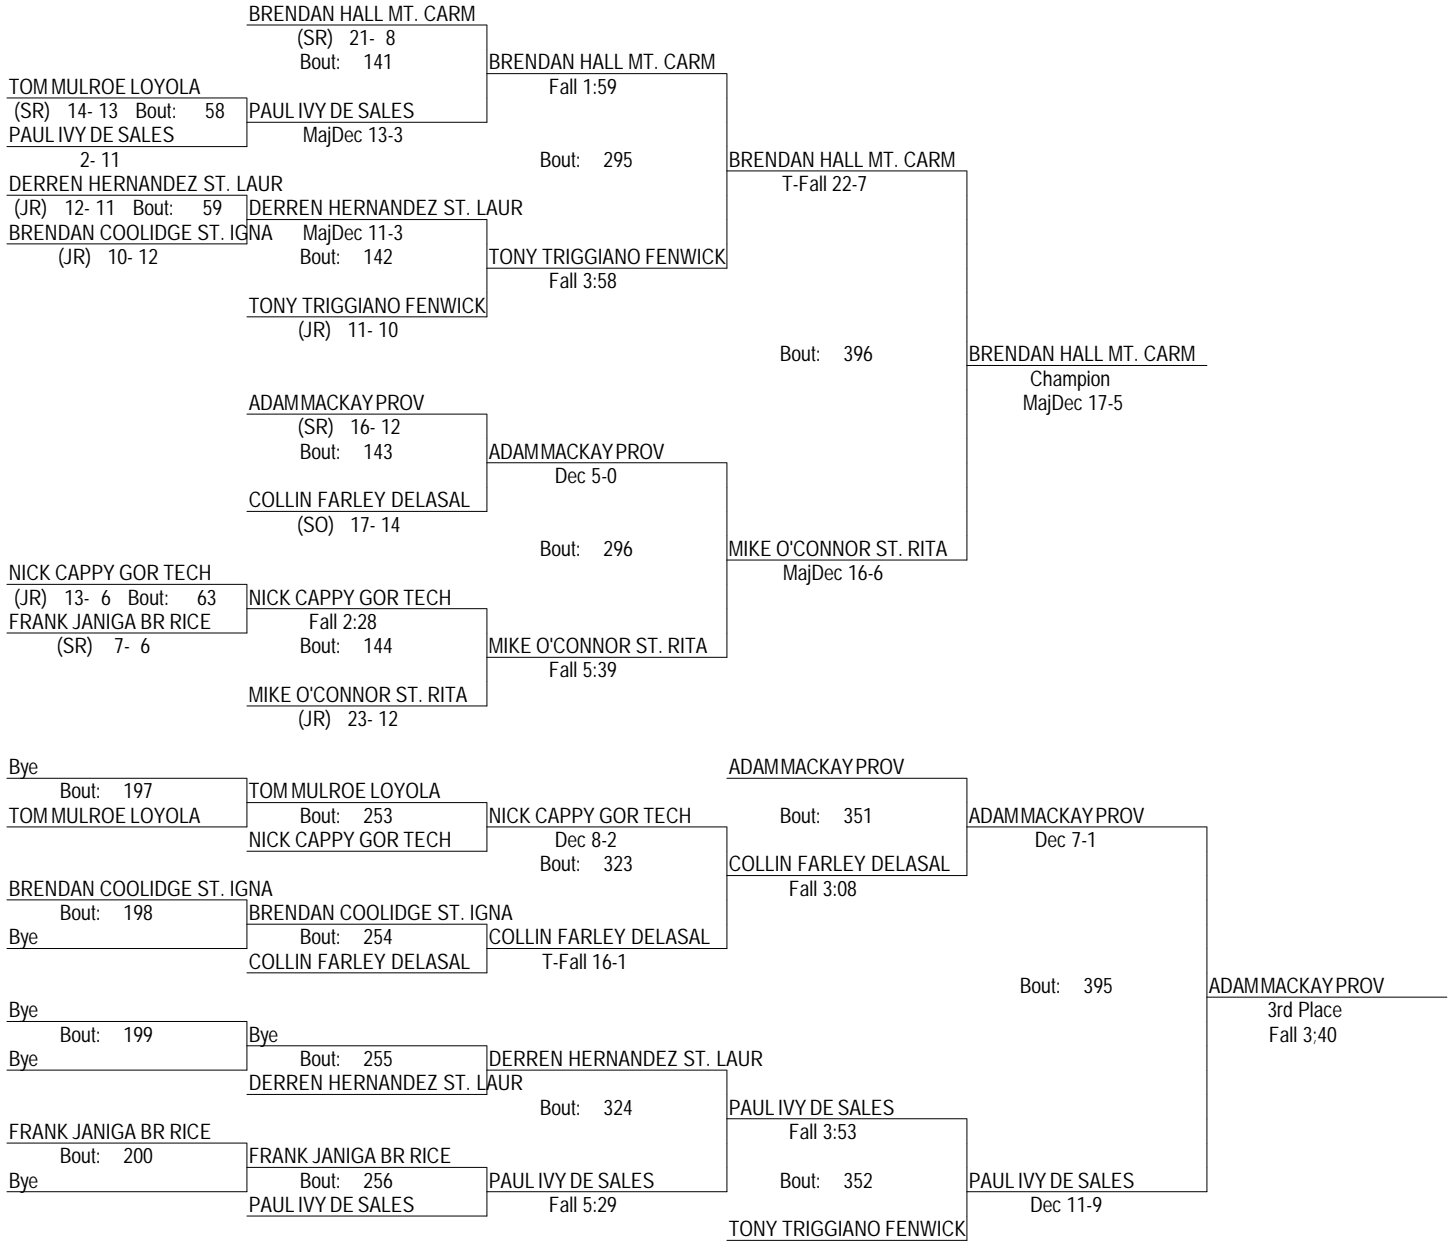 BRENDAN HALL MT. CARM
(SR) 21- 8
Bout: 141
BRENDAN HALL MT. CARM
TOM MULROE LOYOLA
Fall 1:59
(SR) 14- 13 Bout: 58
PAUL IVY DE SALES
PAUL IVY DE SALES
MajDec 13-3
2- 11
Bout: 295
BRENDAN HALL MT. CARM
DERREN HERNANDEZ ST. LAUR
T-Fall 22-7
(JR) 12- 11 Bout: 59
DERREN HERNANDEZ ST. LAUR
BRENDAN COOLIDGE ST. IGNA
MajDec 11-3
(JR) 10- 12
Bout: 142
TONY TRIGGIANO FENWICK
Fall 3:58
TONY TRIGGIANO FENWICK
(JR) 11- 10
Bout: 396
BRENDAN HALL MT. CARM
Champion
MajDec 17-5
ADAM MACKAY PROV
(SR) 16- 12
Bout: 143
ADAM MACKAY PROV
Dec 5-0
COLLIN FARLEY DELASAL
(SO) 17- 14
Bout: 296
MIKE O'CONNOR ST. RITA
MajDec 16-6
NICK CAPPY GOR TECH
(JR) 13- 6 Bout: 63
NICK CAPPY GOR TECH
FRANK JANIGA BR RICE
Fall 2:28
(SR) 7- 6
Bout: 144
MIKE O'CONNOR ST. RITA
Fall 5:39
MIKE O'CONNOR ST. RITA
(JR) 23- 12
Bye
ADAM MACKAY PROV
Bout: 197
TOM MULROE LOYOLA
TOM MULROE LOYOLA
Bout: 253
NICK CAPPY GOR TECH
Bout: 351
ADAM MACKAY PROV
NICK CAPPY GOR TECH
Dec 8-2
Dec 7-1
Bout: 323
COLLIN FARLEY DELASAL
BRENDAN COOLIDGE ST. IGNA
Fall 3:08
Bout: 198
BRENDAN COOLIDGE ST. IGNA
Bye
Bout: 254
COLLIN FARLEY DELASAL
COLLIN FARLEY DELASAL
T-Fall 16-1
Bout: 395
ADAM MACKAY PROV
Bye
3rd Place
Bout: 199
Bye
Fall 3;40
Bye
Bout: 255
DERREN HERNANDEZ ST. LAUR
DERREN HERNANDEZ ST. LAUR
Bout: 324
PAUL IVY DE SALES
FRANK JANIGA BR RICE
Fall 3:53
Bout: 200
FRANK JANIGA BR RICE
Bye
Bout: 256
PAUL IVY DE SALES
Bout: 352
PAUL IVY DE SALES
PAUL IVY DE SALES
Fall 5:29
Dec 11-9
TONY TRIGGIANO FENWICK